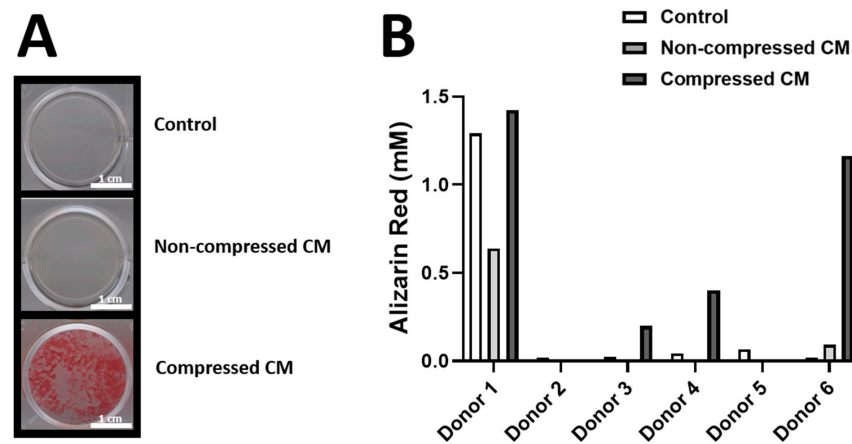 A
Control
1 cm
Non-compressed CM
1 cm
Compressed CM
1 cm
B
Control
Non-compressed CM
Compressed CM
Alizarin Red (mM)
1.5
1.0
0.5
0.0
Donor 1
Donor 2
Donor 3
Donor 4
Donor 5
Donor 6